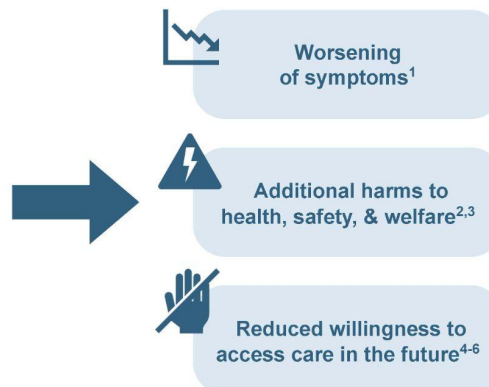 Worsening
of symptoms¹
Additional harms to
health, safety, & welfare²,³
Reduced willingness to
access care in the future⁴-⁶